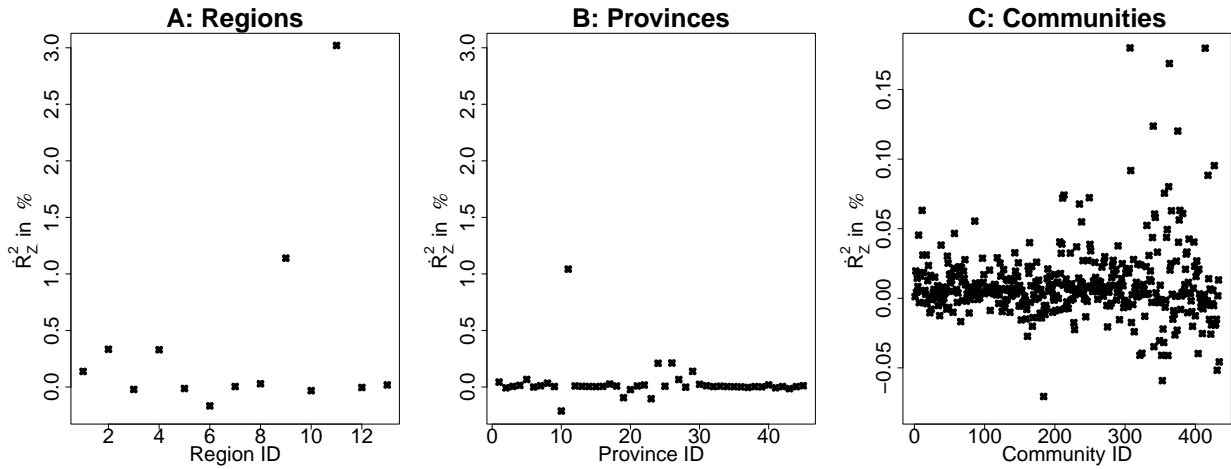 A: Regions
B: Provinces
C: Communities
Ṙ²_Z in %
3.0
2.5
2.0
1.5
1.0
0.5
0.0
2 4 6 8 10 12
Region ID
Ṙ²_Z in %
3.0
2.5
2.0
1.5
1.0
0.5
0.0
0 10 20 30 40
Province ID
Ṙ²_Z in %
0.15
0.10
0.05
0.00
−0.05
0 100 200 300 400
Community ID